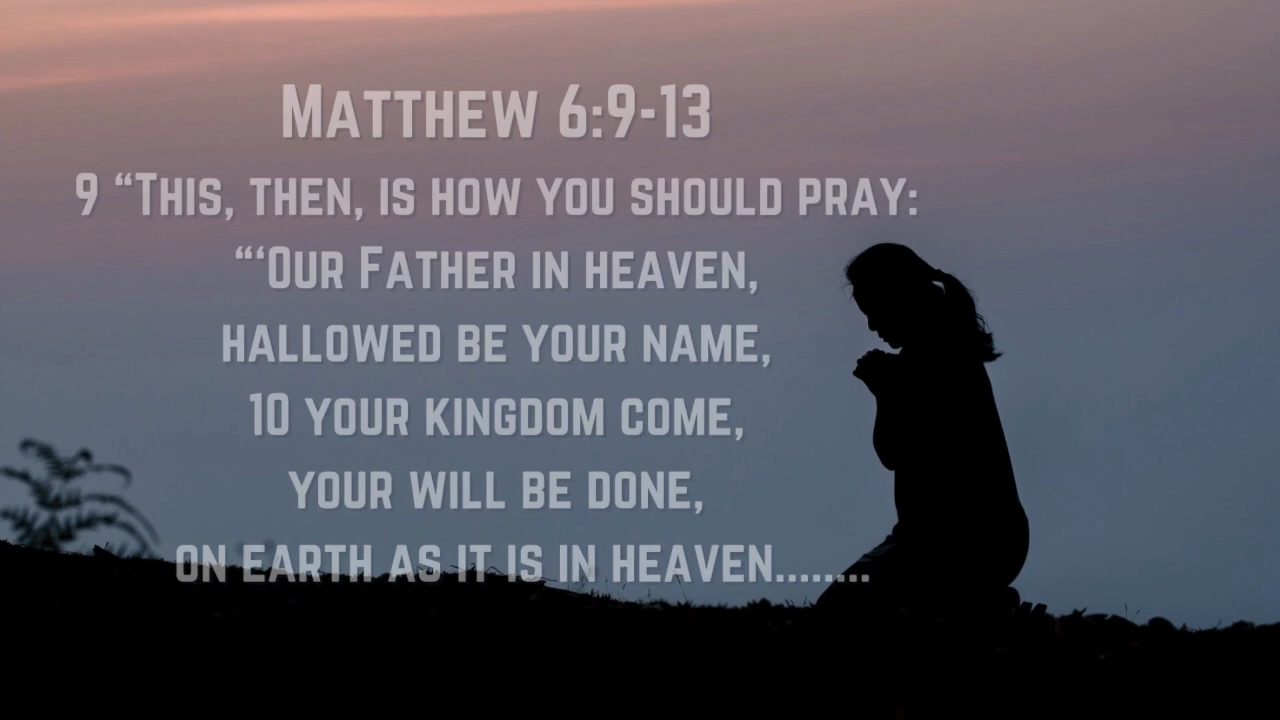 Matthew 6:9-13
9 “This, then, is how you should pray:
“‘Our Father in heaven,
hallowed be your name,
10 your kingdom come,
your will be done,
on earth as it is in heaven........